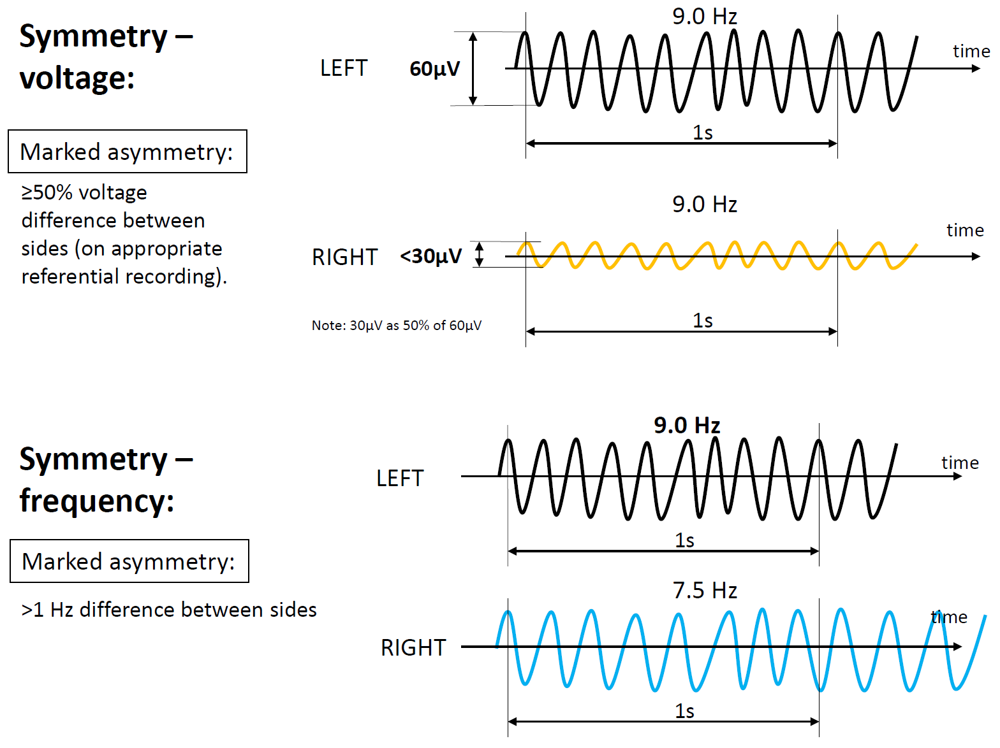 Symmetry –
voltage:
Marked asymmetry:
≥50% voltage
difference between
sides (on appropriate
referential recording).
9.0 Hz
time
LEFT
60µV
1s
9.0 Hz
time
RIGHT
<30µV
1s
Note: 30µV as 50% of 60µV
Symmetry –
frequency:
Marked asymmetry:
>1 Hz difference between sides
9.0 Hz
time
LEFT
1s
7.5 Hz
time
RIGHT
1s